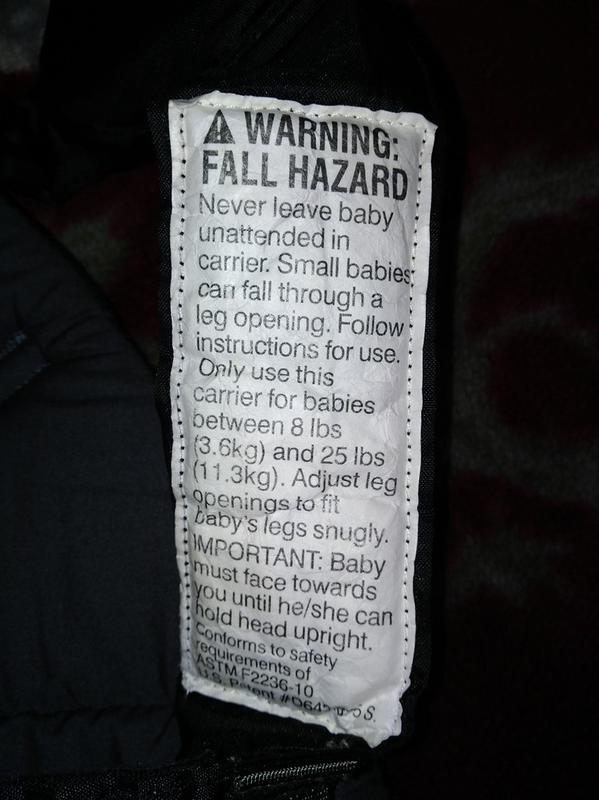 WARNING:
FALL HAZARD
Never leave baby
unattended in
carrier. Small babies
can fall through a
leg opening. Follow
instructions for use.
Only use this
carrier for babies
between 8 lbs
(3.6kg) and 25 lbs
(11.3kg). Adjust leg
openings to fit
baby's legs snugly.
IMPORTANT: Baby
must face towards
you until he/she can
hold head upright.
Conforms to safety
requirements of
ASTM F2236-10
U.S. Patent